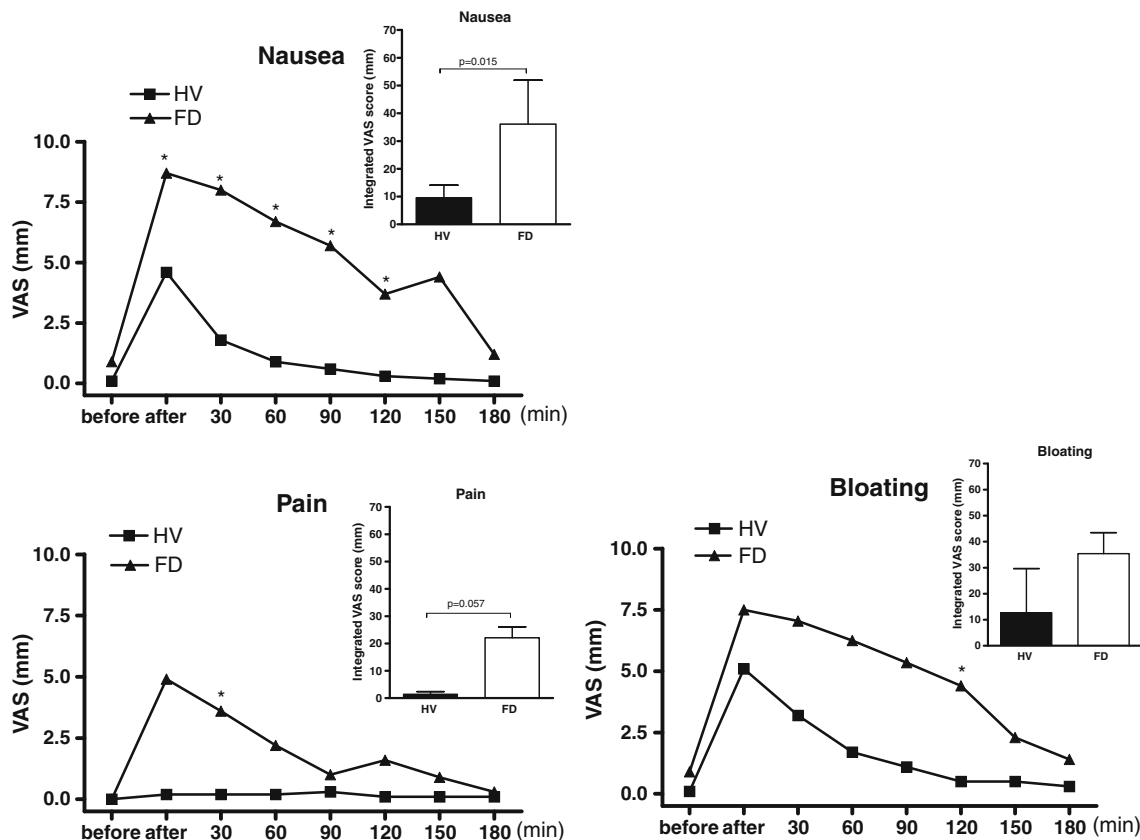 Nausea
HV
FD
10.0
7.5
5.0
2.5
0.0
VAS (mm)
* * * * *
before after 30 60 90 120 150 180 (min)
Nausea
70
60
50
40
30
20
10
0
Integrated VAS score (mm)
p=0.015
HV FD
Pain
HV
FD
10.0
7.5
5.0
2.5
0.0
VAS (mm)
*
before after 30 60 90 120 150 180 (min)
Pain
70
60
50
40
30
20
10
0
Integrated VAS score (mm)
p=0.057
HV FD
Bloating
HV
FD
10.0
7.5
5.0
2.5
0.0
VAS (mm)
*
before after 30 60 90 120 150 180 (min)
Bloating
70
60
50
40
30
20
10
0
Integrated VAS score (mm)
HV FD